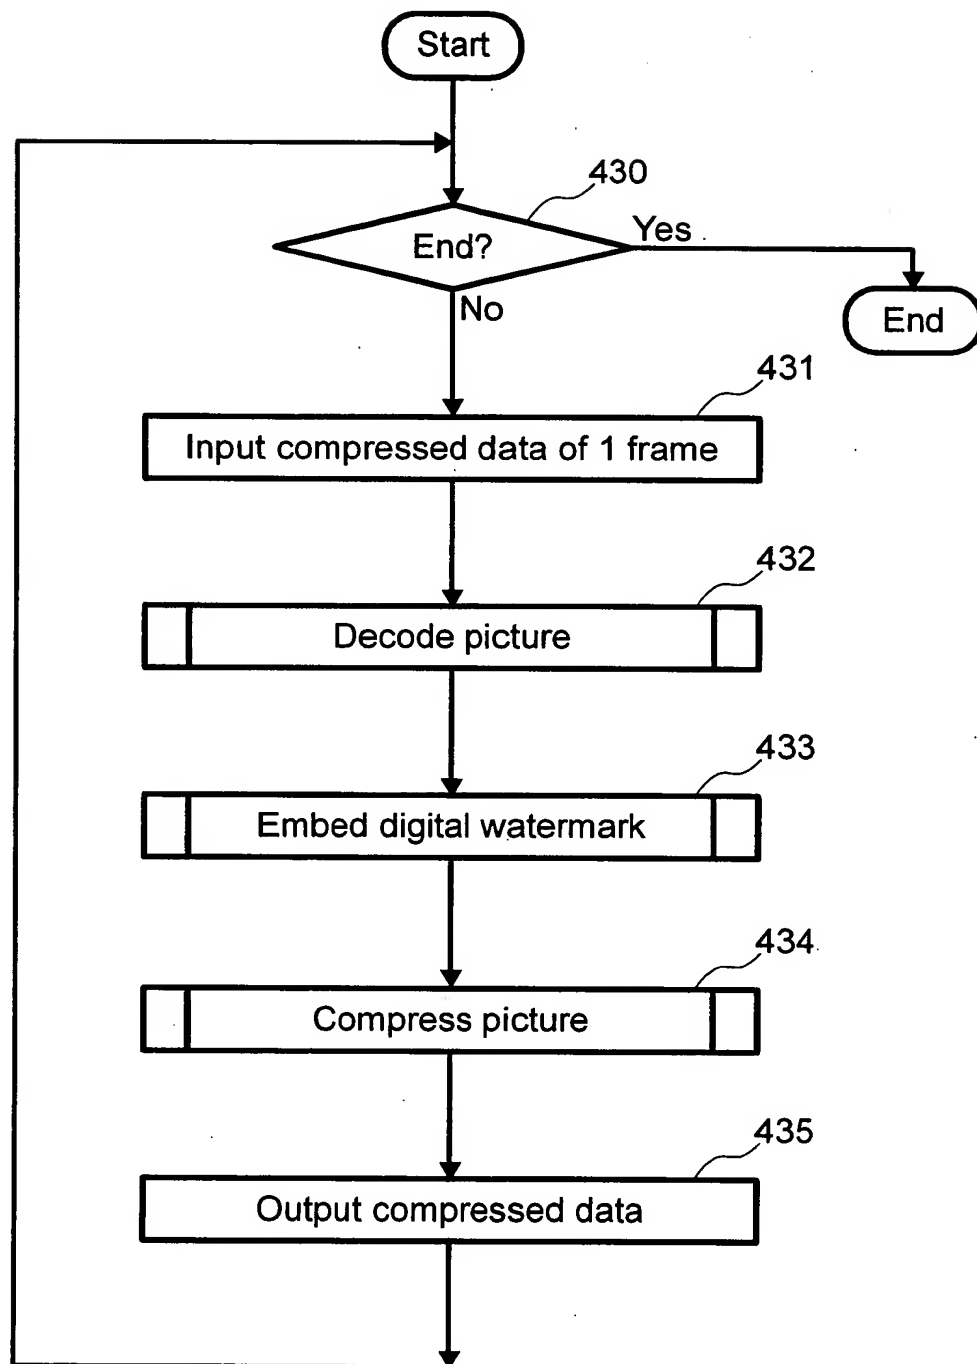 Start
430
End?
Yes
No
End
431
Input compressed data of 1 frame
432
Decode picture
433
Embed digital watermark
434
Compress picture
435
Output compressed data